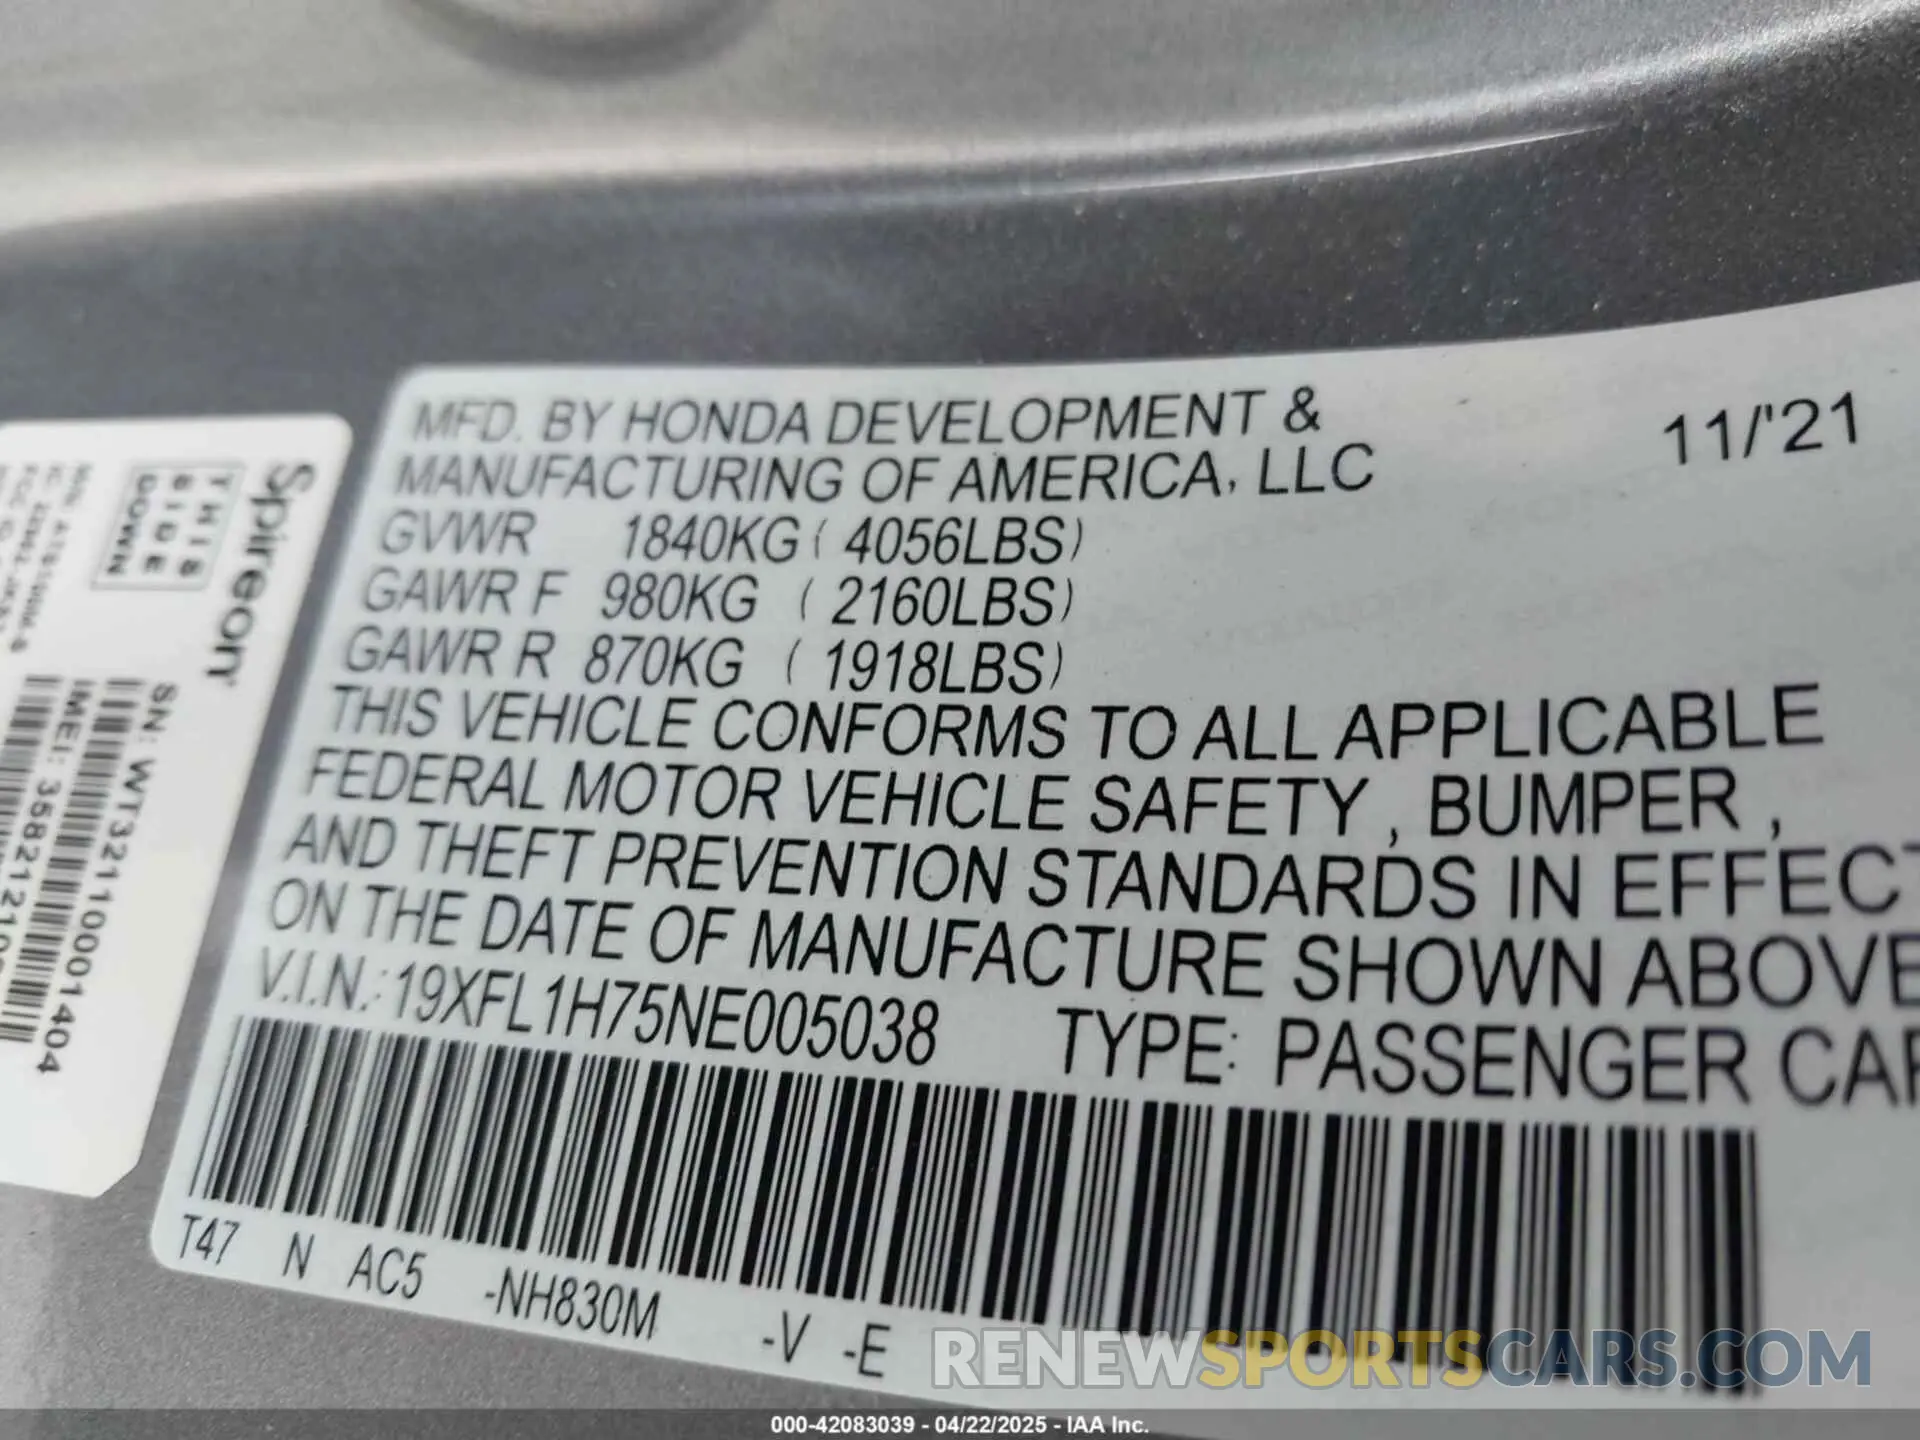 MFD. BY HONDA DEVELOPMENT &
MANUFACTURING OF AMERICA, LLC
11/'21
GVWR 1840KG ( 4056LBS)
GAWR F 980KG ( 2160LBS)
GAWR R 870KG ( 1918LBS)
THIS VEHICLE CONFORMS TO ALL APPLICABLE
FEDERAL MOTOR VEHICLE SAFETY , BUMPER ,
AND THEFT PREVENTION STANDARDS IN EFFECT
ON THE DATE OF MANUFACTURE SHOWN ABOVE
V.I.N.: 19XFL1H75NE005038 TYPE: PASSENGER CAR
T47 N AC5 -NH830M -V -E
Spireon
THIS
SIDE
DOWN
SN: WT3211000014404
IMEI:
RENEWSPORTSCARS.COM
000-42083039 - 04/22/2025 - IAA Inc.